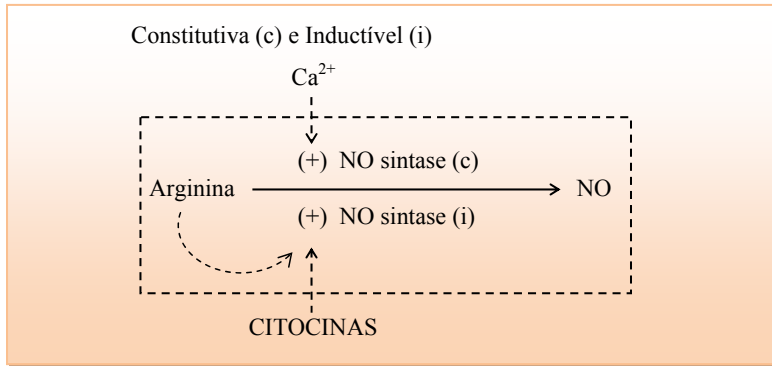 Constitutiva (c) e Inductível (i)
Ca²⁺
(+) NO sintase (c)
Arginina NO
(+) NO sintase (i)
CITOCINAS